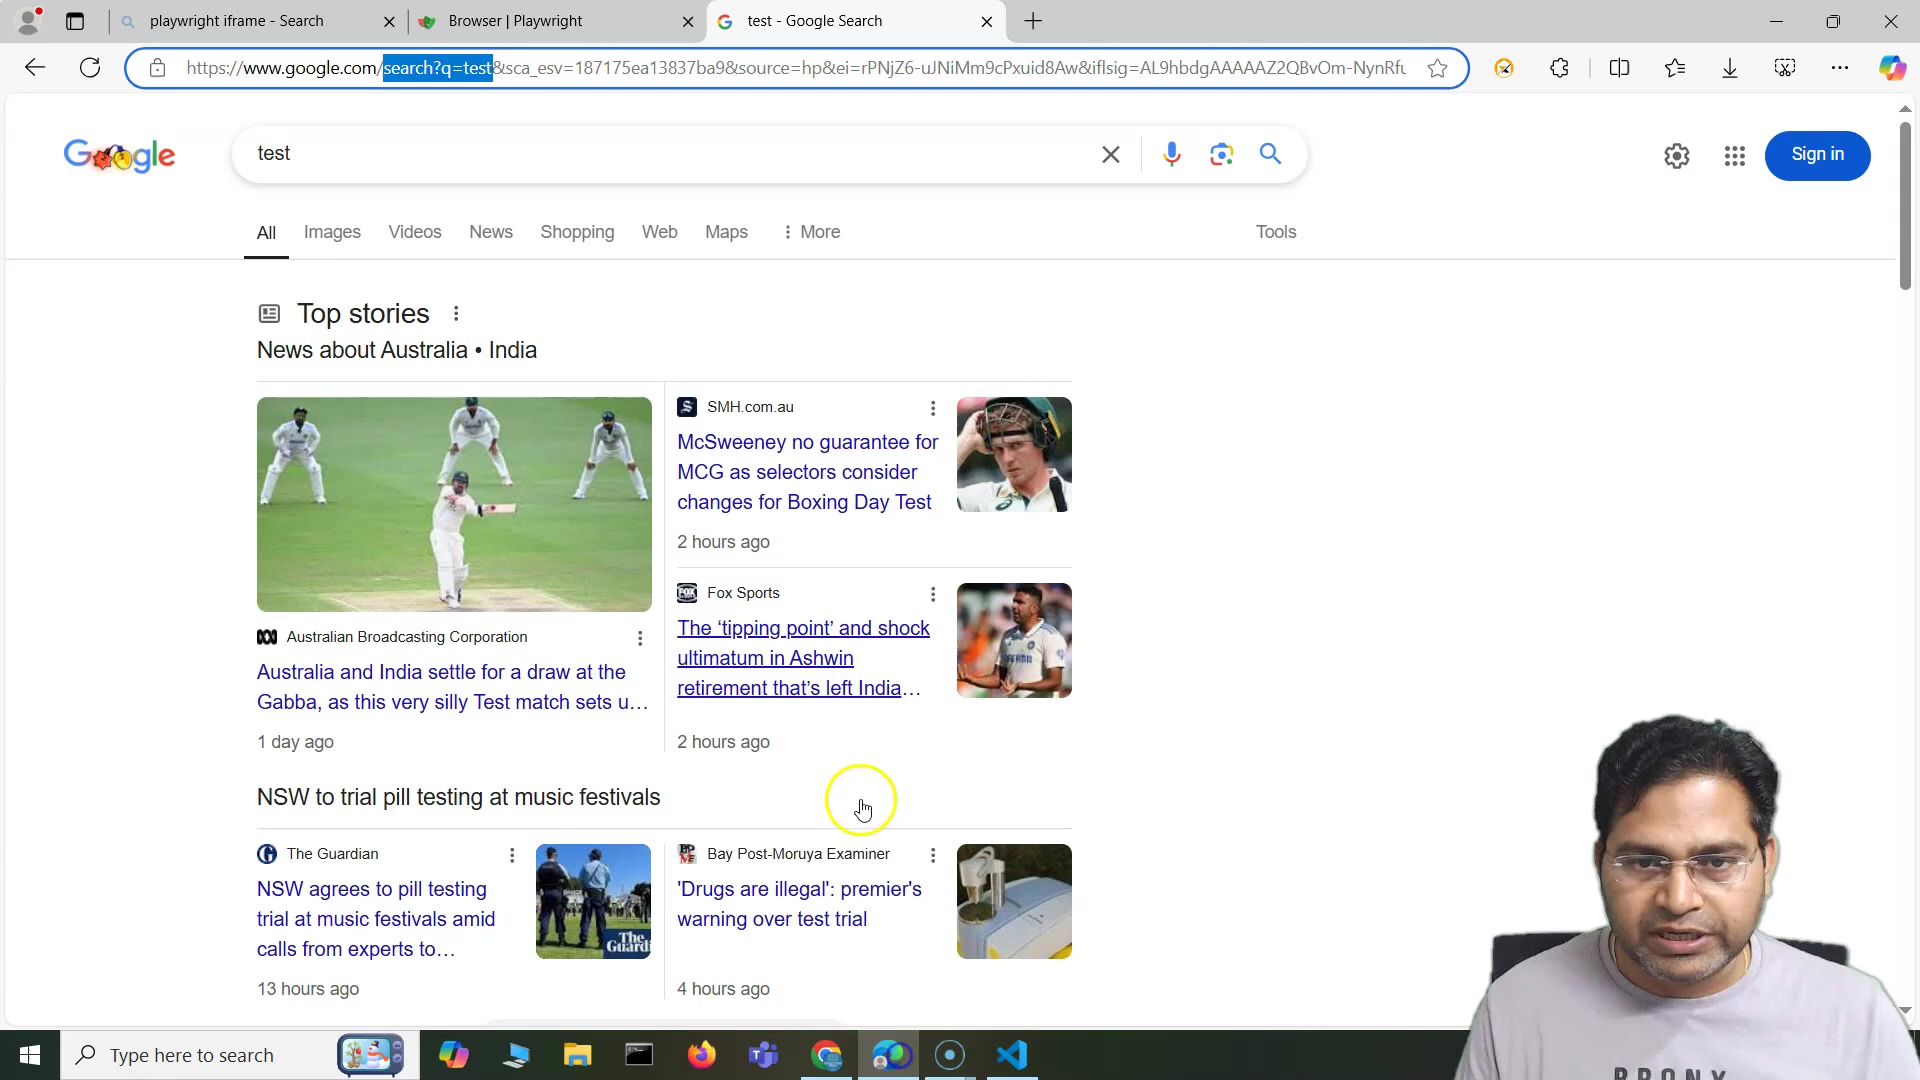 playwright iframe - Search
Browser | Playwright
test - Google Search
https://www.google.com/search?q=test&sca_esv=187175ea13837ba9&source=hp&ei=rPNjZ6-uJNiMm9cPxuid8Aw&iflsig=AL9hbdgAAAAAZ2QBvOm-NynRfu
Google
test
Sign in
All
Images
Videos
News
Shopping
Web
Maps
More
Tools
Top stories
News about Australia • India
SMH.com.au
McSweeney no guarantee for
MCG as selectors consider
changes for Boxing Day Test
2 hours ago
Fox Sports
The ‘tipping point’ and shock
ultimatum in Ashwin
retirement that’s left India…
2 hours ago
Australian Broadcasting Corporation
Australia and India settle for a draw at the
Gabba, as this very silly Test match sets u…
1 day ago
NSW to trial pill testing at music festivals
The Guardian
NSW agrees to pill testing
trial at music festivals amid
calls from experts to…
13 hours ago
The
Guardi
Bay Post-Moruya Examiner
'Drugs are illegal': premier's
warning over test trial
4 hours ago
Type here to search
BRONX